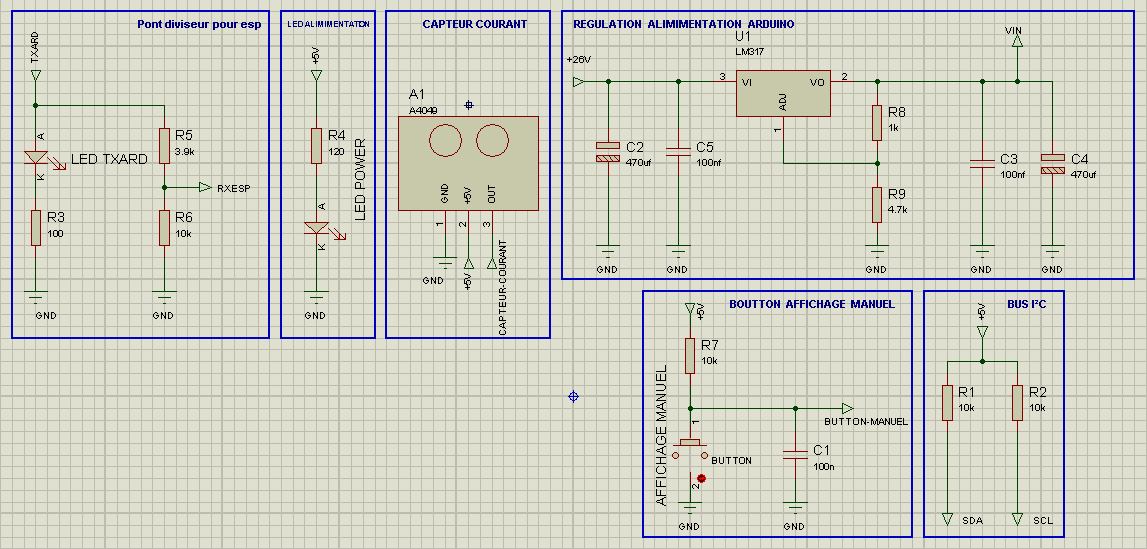 Pont diviseur pour esp
TXARD
A
LED TXARD
K
R3
100
GND
R5
3.9k
RXESP
R6
10k
GND
LED ALIMIMENTATION
+5V
R4
120
A
LED POWER
K
GND
CAPTEUR COURANT
A1
A4049
GND
+5V
OUT
1
2
3
GND
+5V
CAPTEUR-COURANT
REGULATION ALIMIMENTATION ARDUINO
U1
LM317
+26V
3
VI
VO
2
ADJ
1
VIN
C2
470uf
C5
100nf
R8
1k
R9
4.7k
C3
100nf
C4
470uf
GND
GND
GND
GND
GND
BOUTTON AFFICHAGE MANUEL
+5V
R7
10k
AFFICHAGE MANUEL
BUTTON-MANUEL
1
BUTTON
2
C1
100n
GND
GND
BUS I²C
+5V
R1
10k
R2
10k
SDA
SCL